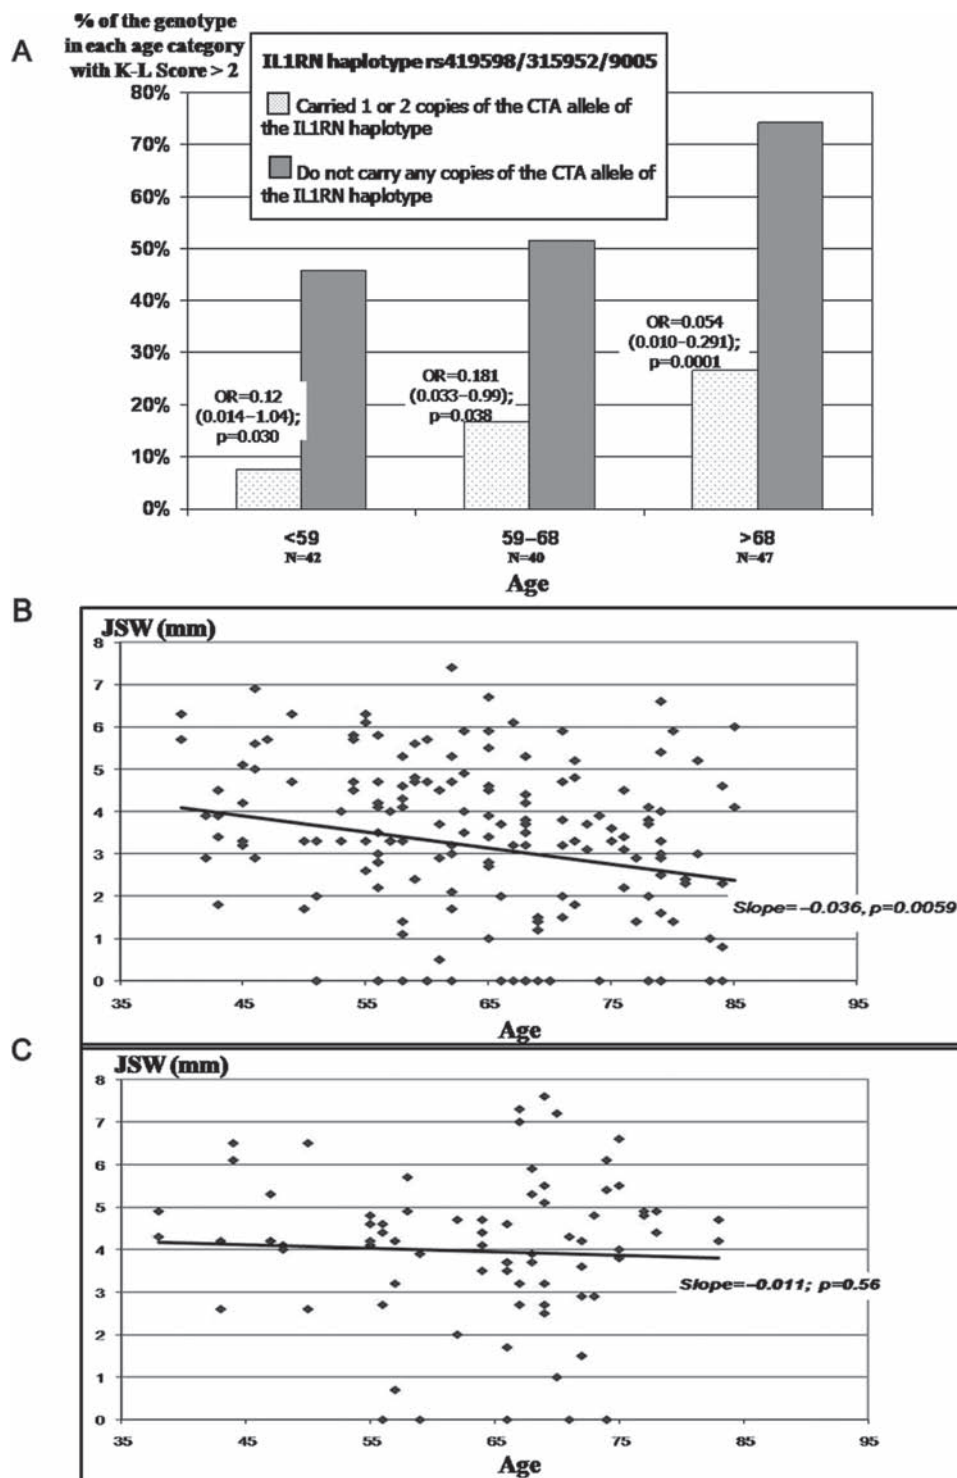 A
% of the genotype
in each age category
with K-L Score > 2
IL1RN haplotype rs419598/315952/9005
Carried 1 or 2 copies of the CTA allele of
the IL1RN haplotype
Do not carry any copies of the CTA allele of
the IL1RN haplotype
80%
70%
60%
50%
40%
30%
20%
10%
0%
OR=0.12
(0.014–1.04);
p=0.030
OR=0.181
(0.033–0.99);
p=0.038
OR=0.054
(0.010–0.291);
p=0.0001
<59 59–68 >68
N=42 N=40 N=47
Age
B
JSW (mm)
8
7
6
5
4
3
2
1
0
Slope=–0.036, p=0.0059
35 45 55 65 75 85 95
Age
C
JSW (mm)
8
7
6
5
4
3
2
1
0
Slope=–0.011; p=0.56
35 45 55 65 75 85 95
Age